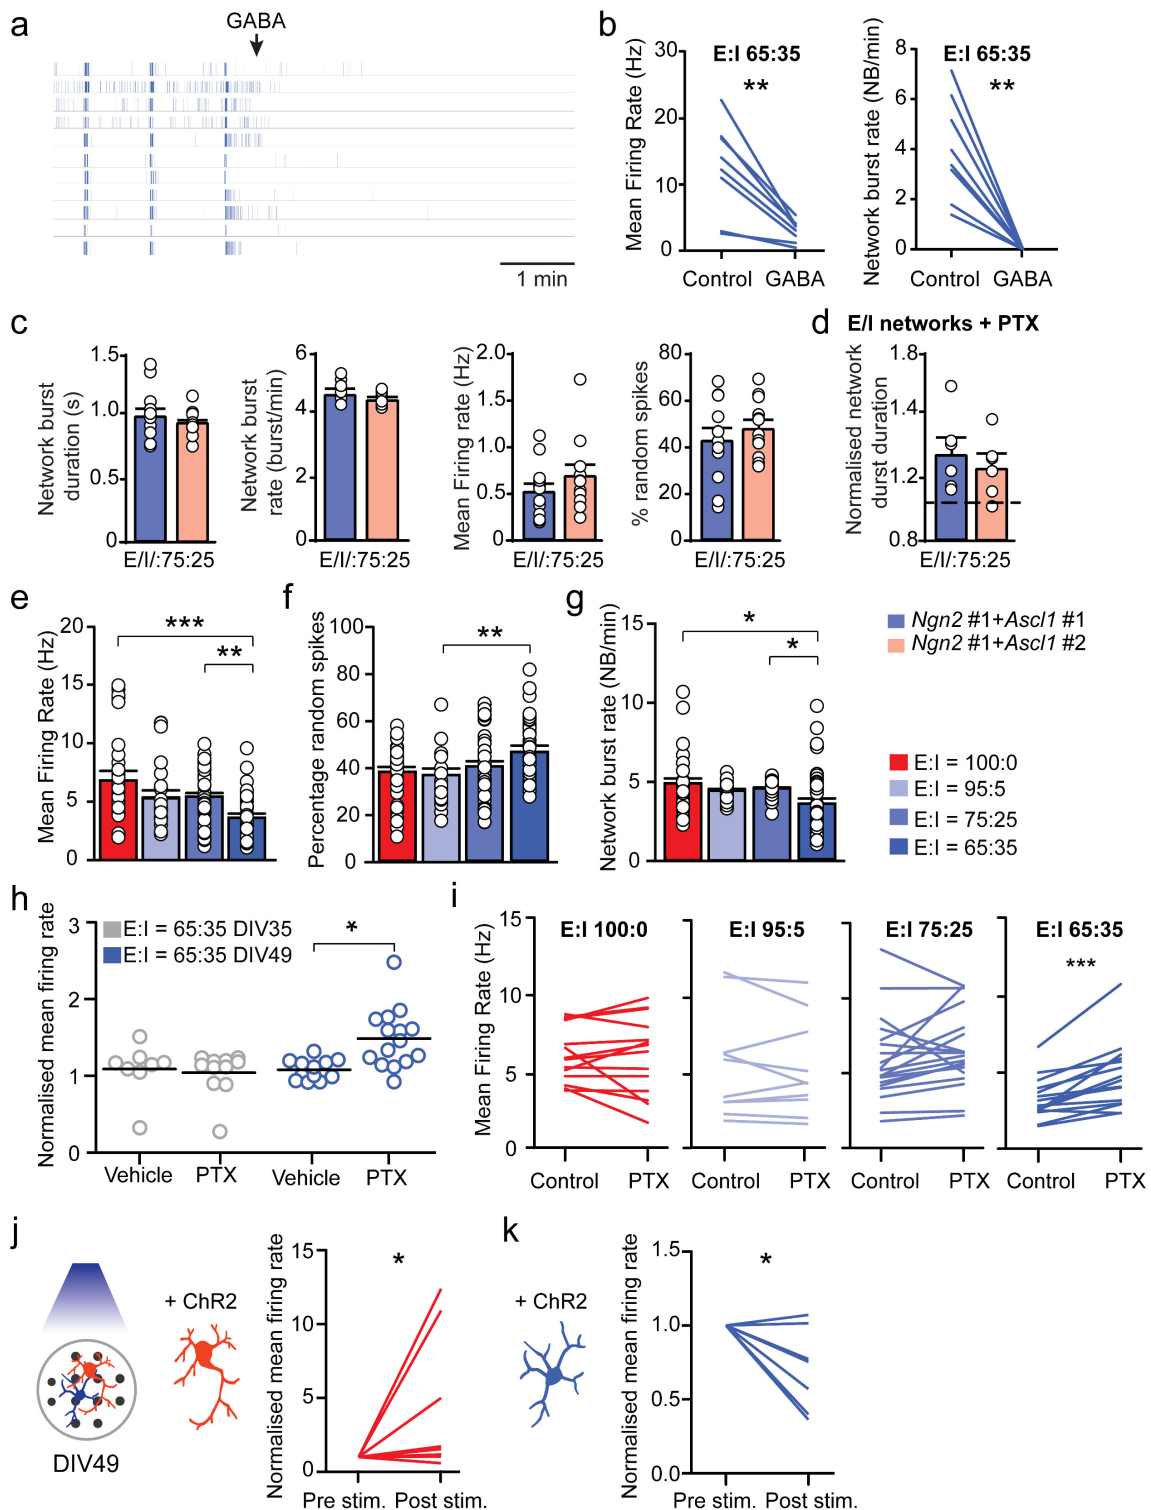 a
GABA
1 min
b
Mean Firing Rate (Hz)
30
20
10
0
E:I 65:35
**
Control GABA
Network burst rate (NB/min)
8
6
4
2
0
E:I 65:35
**
Control GABA
c
Network burst
duration (s)
1.5
1.0
0.5
0
E/I/:75:25
Network burst
rate (burst/min)
6
4
2
0
E/I/:75:25
Mean Firing rate (Hz)
2.0
1.0
0.5
0
E/I/:75:25
% random spikes
80
60
40
20
0
E/I/:75:25
d
E/I networks + PTX
Normalised network
durst duration
1.8
1.4
1.2
0.8
E/I/:75:25
e
Mean Firing Rate (Hz)
20
15
10
5
0
***
**
f
Percentage random spikes
100
80
60
40
20
0
**
g
Network burst rate (NB/min)
15
10
5
0
*
*
Ngn2 #1+Ascl1 #1
Ngn2 #1+Ascl1 #2
E:I = 100:0
E:I = 95:5
E:I = 75:25
E:I = 65:35
h
Normalised mean firing rate
3
2
1
0
E:I = 65:35 DIV35
E:I = 65:35 DIV49
*
Vehicle PTX Vehicle PTX
i
Mean Firing Rate (Hz)
15
10
5
0
E:I 100:0
Control PTX
E:I 95:5
Control PTX
E:I 75:25
Control PTX
E:I 65:35
***
Control PTX
j
DIV49
+ ChR2
Normalised mean firing rate
15
10
5
0
*
Pre stim. Post stim.
k
+ ChR2
Normalised mean firing rate
1.5
1.0
0.5
0.0
*
Pre stim. Post stim.